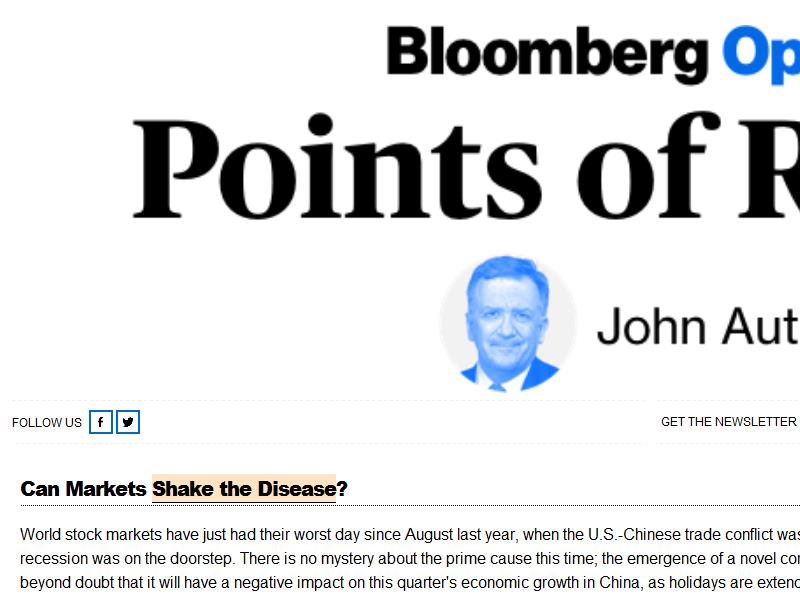 Bloomberg Op
Points of R
John Aut
FOLLOW US
GET THE NEWSLETTER
Can Markets Shake the Disease?
World stock markets have just had their worst day since August last year, when the U.S.-Chinese trade conflict was
recession was on the doorstep. There is no mystery about the prime cause this time; the emergence of a novel cor
beyond doubt that it will have a negative impact on this quarter's economic growth in China, as holidays are extend